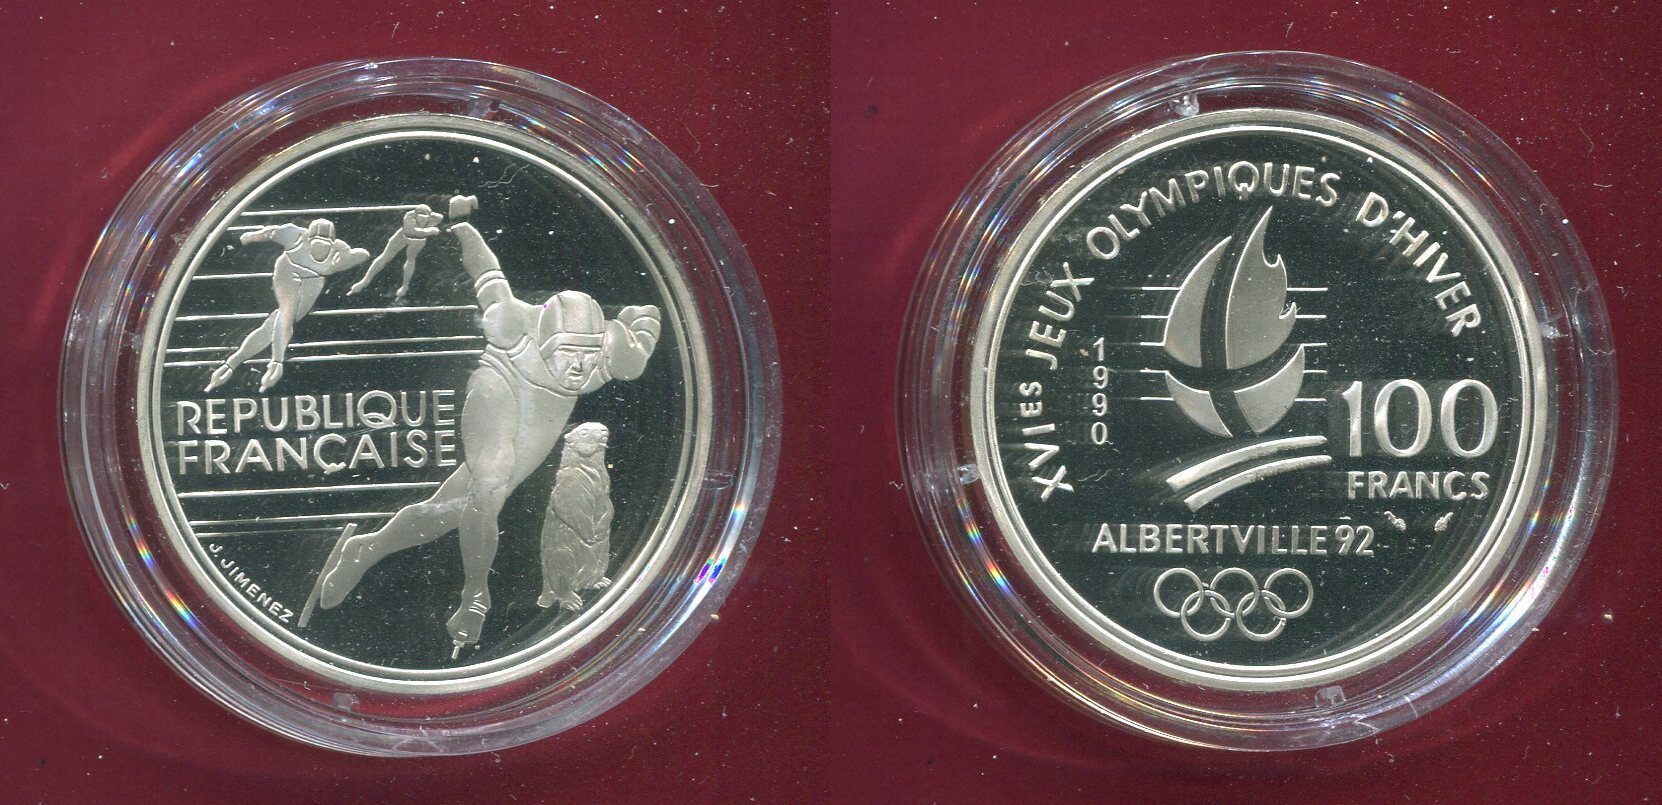 REPUBLIQUE
FRANÇAISE
J. JIMENEZ
XVIES JEUX OLYMPIQUES D'HIVER
1990
100
FRANCS
ALBERTVILLE 92